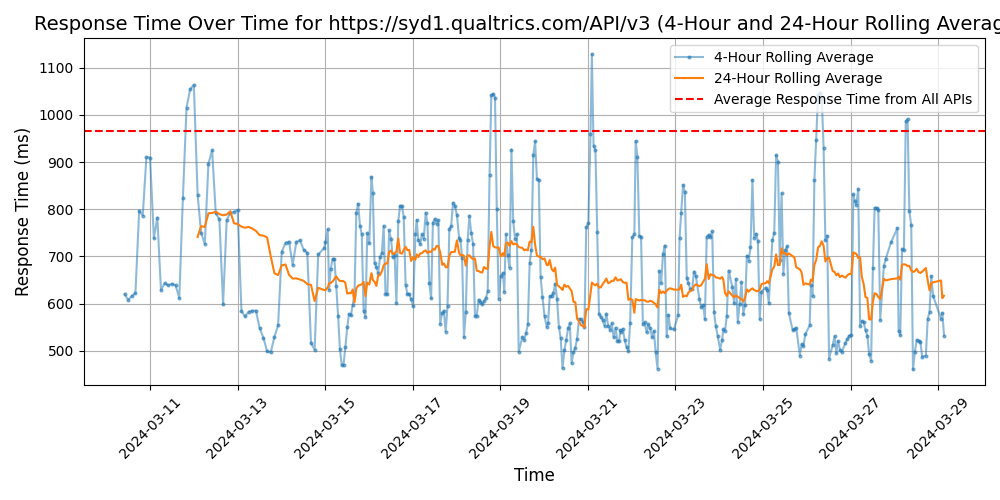 Response Time Over Time for https://syd1.qualtrics.com/API/v3 (4-Hour and 24-Hour Rolling Averag
4-Hour Rolling Average
24-Hour Rolling Average
Average Response Time from All APIs
Response Time (ms)
1100
1000
900
800
700
600
500
2024-03-11
2024-03-13
2024-03-15
2024-03-17
2024-03-19
2024-03-21
2024-03-23
2024-03-25
2024-03-27
2024-03-29
Time